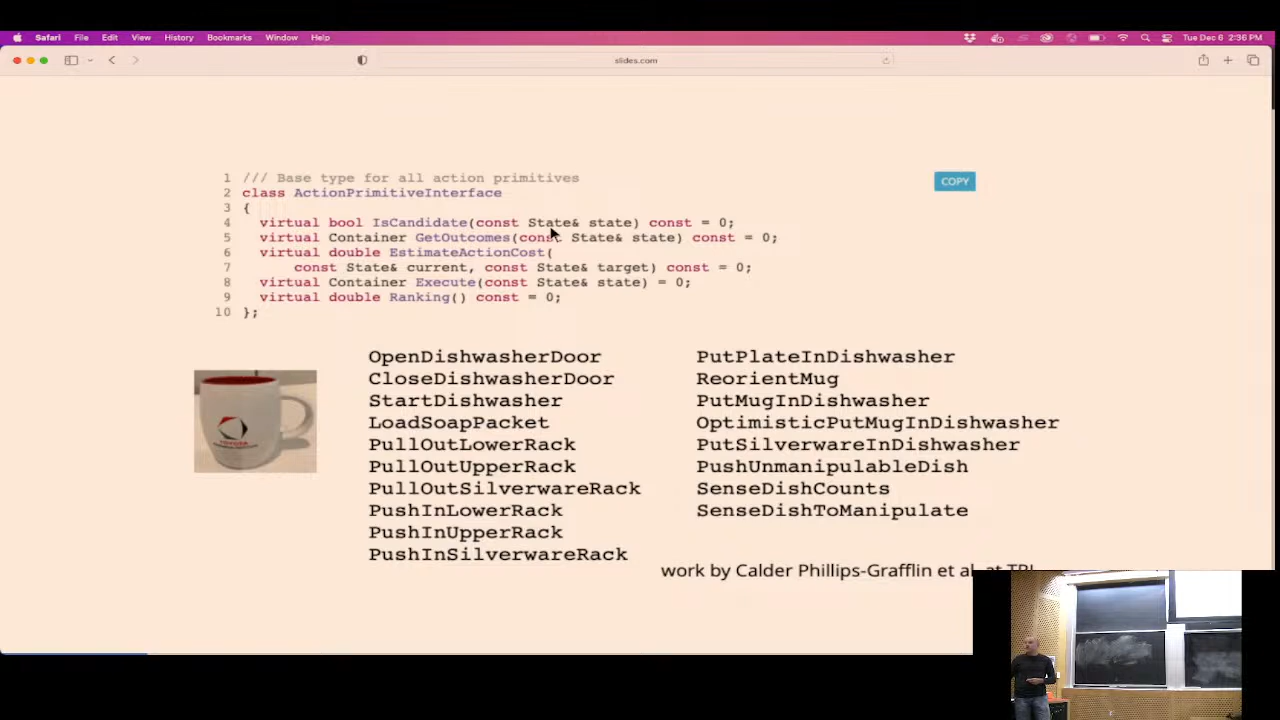 Safari File Edit View History Bookmarks Window Help Tue Dec 6 2:36 PM
slides.com
1 /// Base type for all action primitives
2 class ActionPrimitiveInterface
3 {
4 virtual bool IsCandidate(const State& state) const = 0;
5 virtual Container GetOutcomes(const State& state) const = 0;
6 virtual double EstimateActionCost(
7 const State& current, const State& target) const = 0;
8 virtual Container Execute(const State& state) = 0;
9 virtual double Ranking() const = 0;
10 };
COPY
OpenDishwasherDoor
CloseDishwasherDoor
StartDishwasher
LoadSoapPacket
PullOutLowerRack
PullOutUpperRack
PullOutSilverwareRack
PushInLowerRack
PushInUpperRack
PushInSilverwareRack
PutPlateInDishwasher
ReorientMug
PutMugInDishwasher
OptimisticPutMugInDishwasher
PutSilverwareInDishwasher
PushUnmanipulableDish
SenseDishCounts
SenseDishToManipulate
work by Calder Phillips-Grafflin et al. at TRI